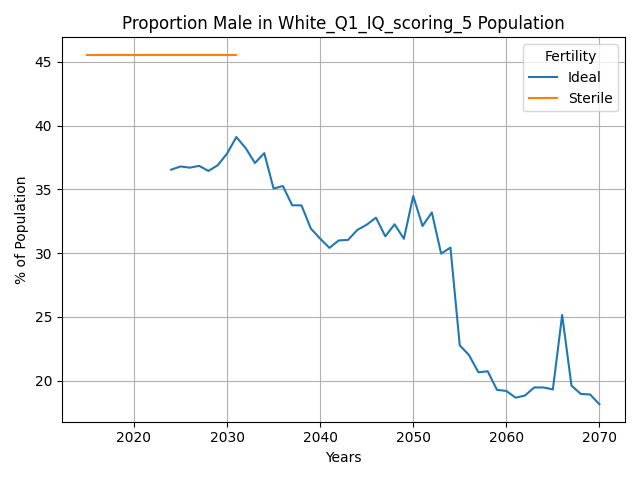 Proportion Male in White_Q1_IQ_scoring_5 Population
Fertility
Ideal
Sterile
% of Population
45
40
35
30
25
20
2020
2030
2040
2050
2060
2070
Years